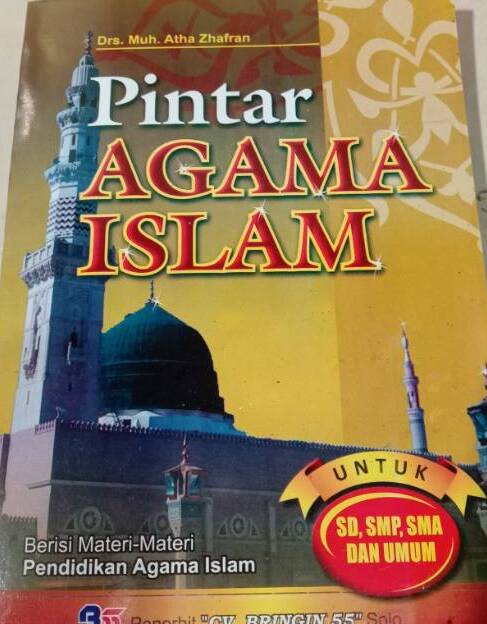 Drs. Muh. Atha Zhafran
Pintar
AGAMA
ISLAM
UNTUK
SD, SMP, SMA
DAN UMUM
Berisi Materi-Materi
Pendidikan Agama Islam
Penerbit "CV. BRINGIN 55" Solo